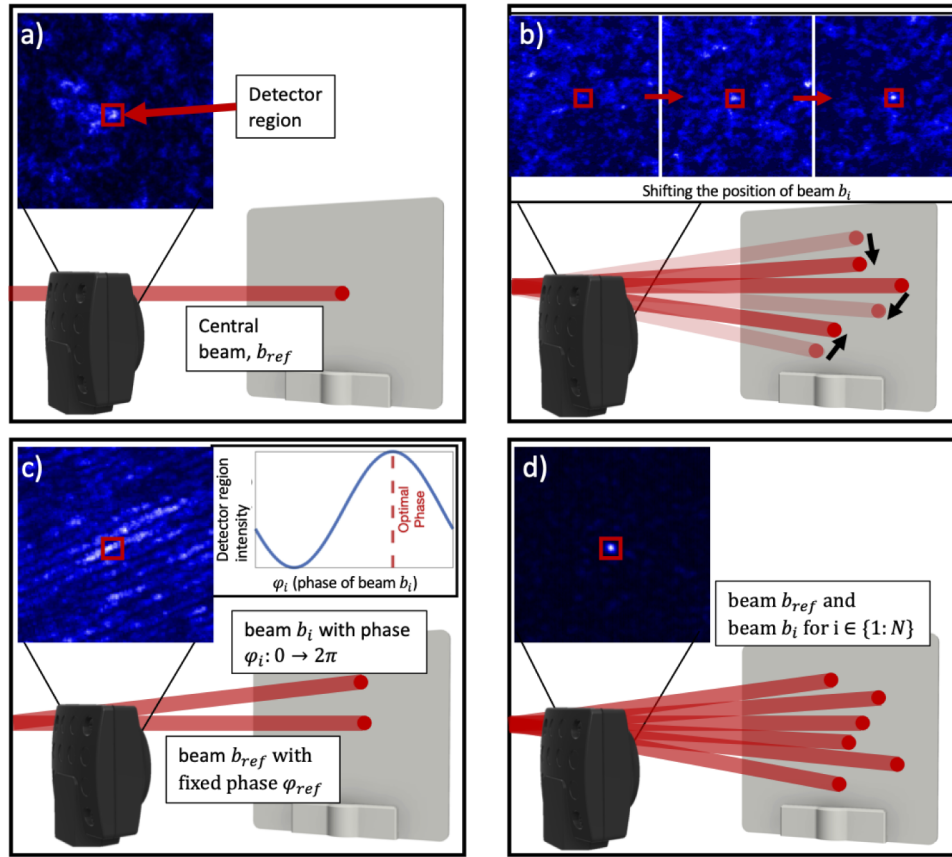 a)
Detector
region
Central
beam, b_ref
b)
Shifting the position of beam b_i
c)
Detector region
intensity
Optimal
Phase
φ_i (phase of beam b_i)
beam b_i with phase
φ_i: 0 → 2π
beam b_ref with
fixed phase φ_ref
d)
beam b_ref and
beam b_i for i ∈ {1: N}